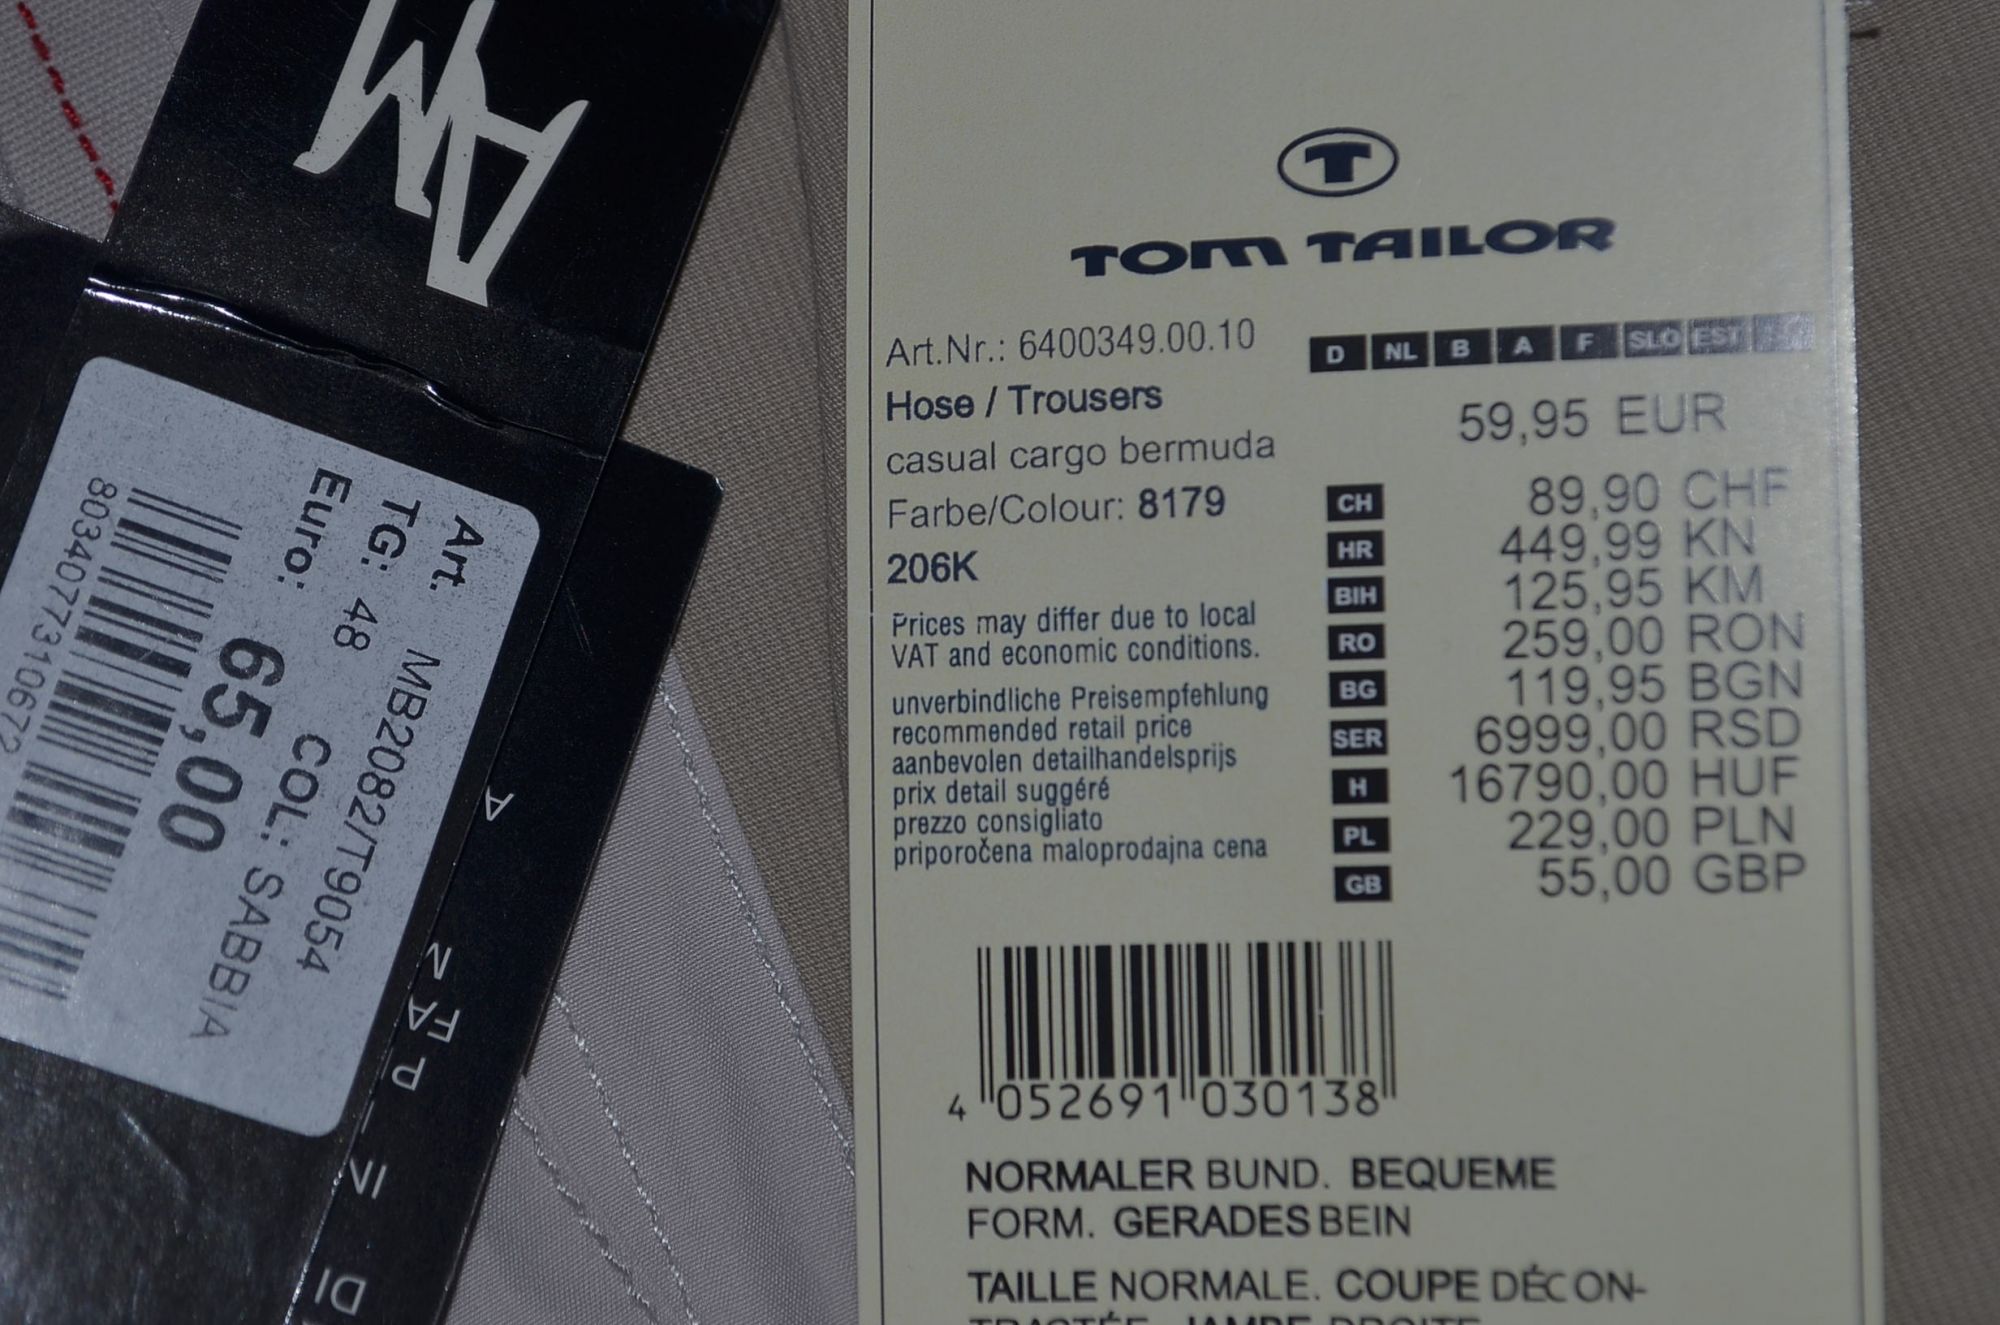 AM
Art. MB2082/T9054
TG: 48 COL: SABBIA
Euro: 65,00
8034077310672
TOM TAILOR
Art.Nr.: 6400349.00.10
D NL B A F SLO EST
Hose / Trousers
59,95 EUR
casual cargo bermuda
Farbe/Colour: 8179
206K
CH 89,90 CHF
HR 449,99 KN
BIH 125,95 KM
RO 259,00 RON
BG 119,95 BGN
SER 6999,00 RSD
H 16790,00 HUF
PL 229,00 PLN
GB 55,00 GBP
Prices may differ due to local
VAT and economic conditions.
unverbindliche Preisempfehlung
recommended retail price
aanbevolen detailhandelsprijs
prix detail suggéré
prezzo consigliato
priporočena maloprodajna cena
4 052691 030138
NORMALER BUND. BEQUEME
FORM. GERADES BEIN
TAILLE NORMALE. COUPE DÉCON-
TRACTÉE. JAMBE DROITE